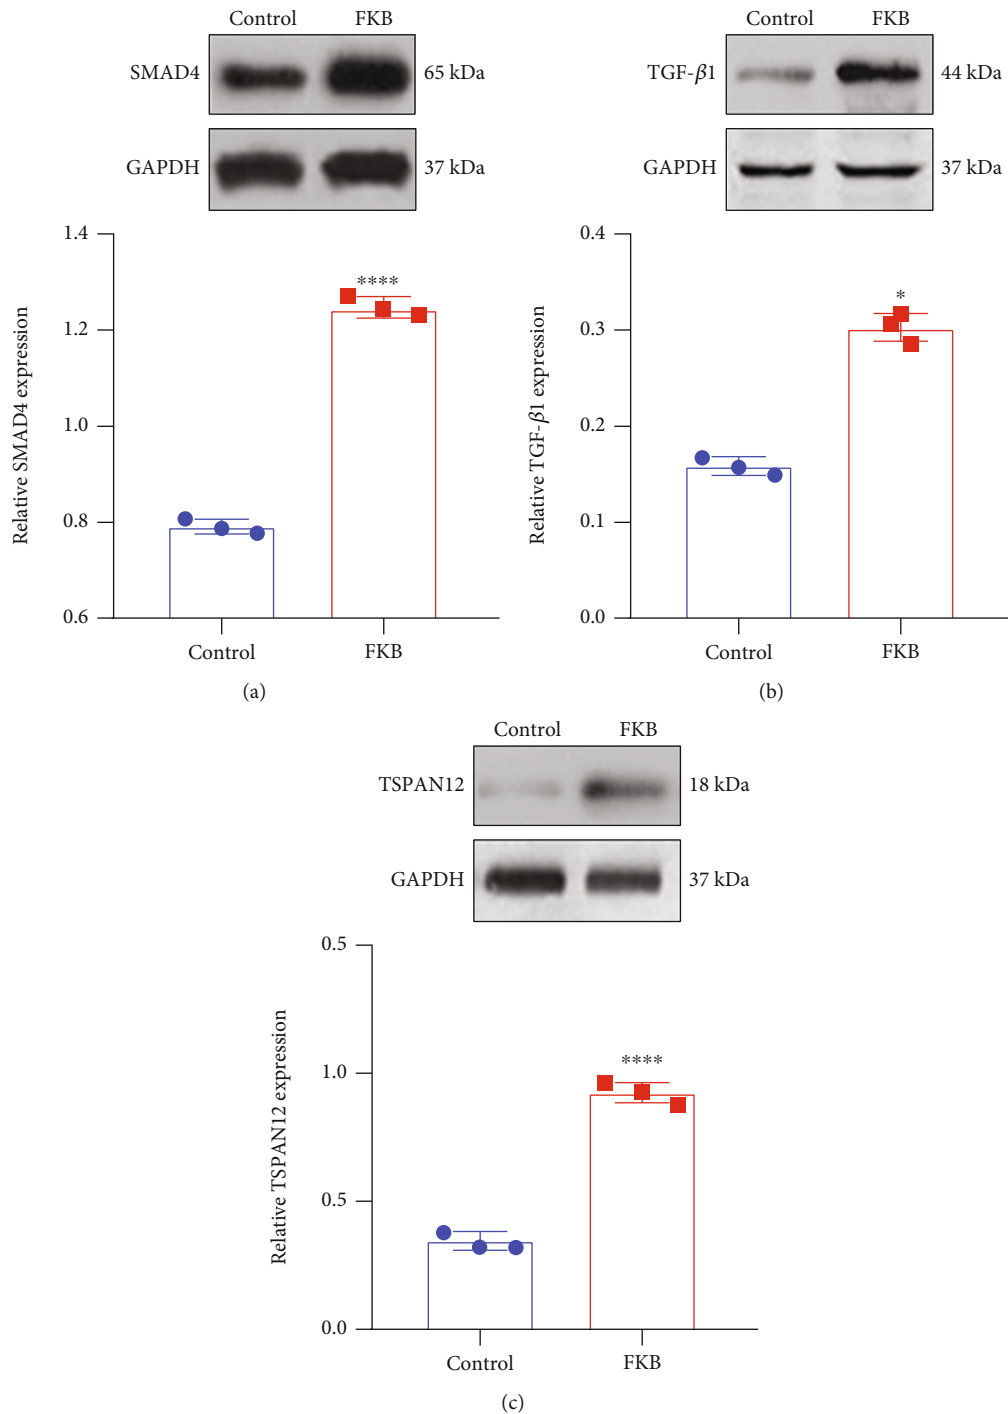 Control FKB
SMAD4 65 kDa
GAPDH 37 kDa
1.4
1.2
1.0
0.8
0.6
Relative SMAD4 expression
****
Control FKB
(a)
Control FKB
TGF-β1 44 kDa
GAPDH 37 kDa
0.4
0.3
0.2
0.1
0.0
Relative TGF-β1 expression
*
Control FKB
(b)
Control FKB
TSPAN12 18 kDa
GAPDH 37 kDa
0.5
1.0
0.5
0.0
Relative TSPAN12 expression
****
Control FKB
(c)